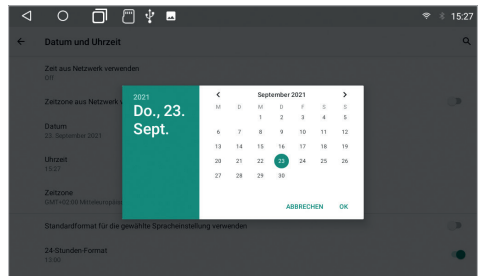 15:27
Datum und Uhrzeit
Zeit aus Netzwerk verwenden
Off
Zeitzone aus Netzwerk
Datum
23. September 2021
Uhrzeit
15:27
Zeitzone
GMT+02:00
Standardformat für die gewählte Spracheinstellung verwenden
24-Stunden-Format
13:00
2021
Do., 23.
Sept.
September 2021
M D M D F S S
1 2 3 4 5
6 7 8 9 10 11 12
13 14 15 16 17 18 19
20 21 22 23 24 25 26
27 28 29 30
ABBRECHEN OK